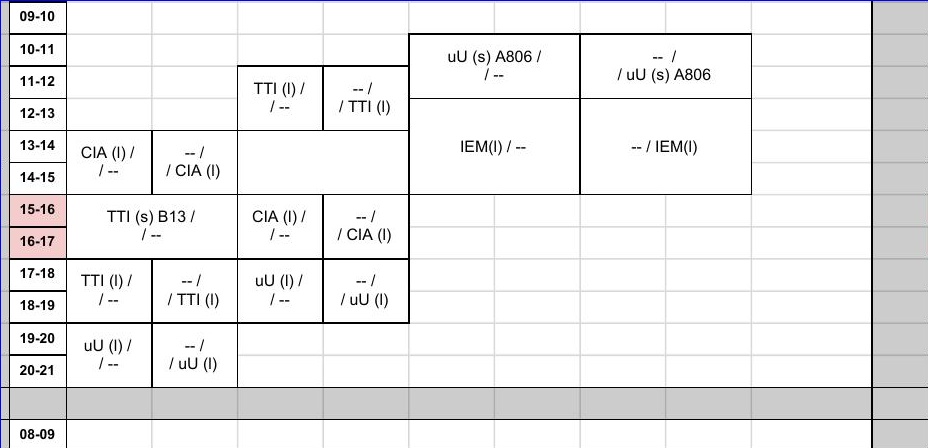 09-10
10-11
uU (s) A806 /
/ --
-- /
/ uU (s) A806
11-12
TTI (l) /
/ --
-- /
/ TTI (l)
12-13
13-14
CIA (l) /
/ --
-- /
/ CIA (l)
IEM(l) / --
-- / IEM(l)
14-15
15-16
TTI (s) B13 /
/ --
CIA (l) /
/ --
-- /
/ CIA (l)
16-17
17-18
TTI (l) /
/ --
-- /
/ TTI (l)
uU (l) /
/ --
-- /
/ uU (l)
18-19
19-20
uU (l) /
/ --
-- /
/ uU (l)
20-21
08-09